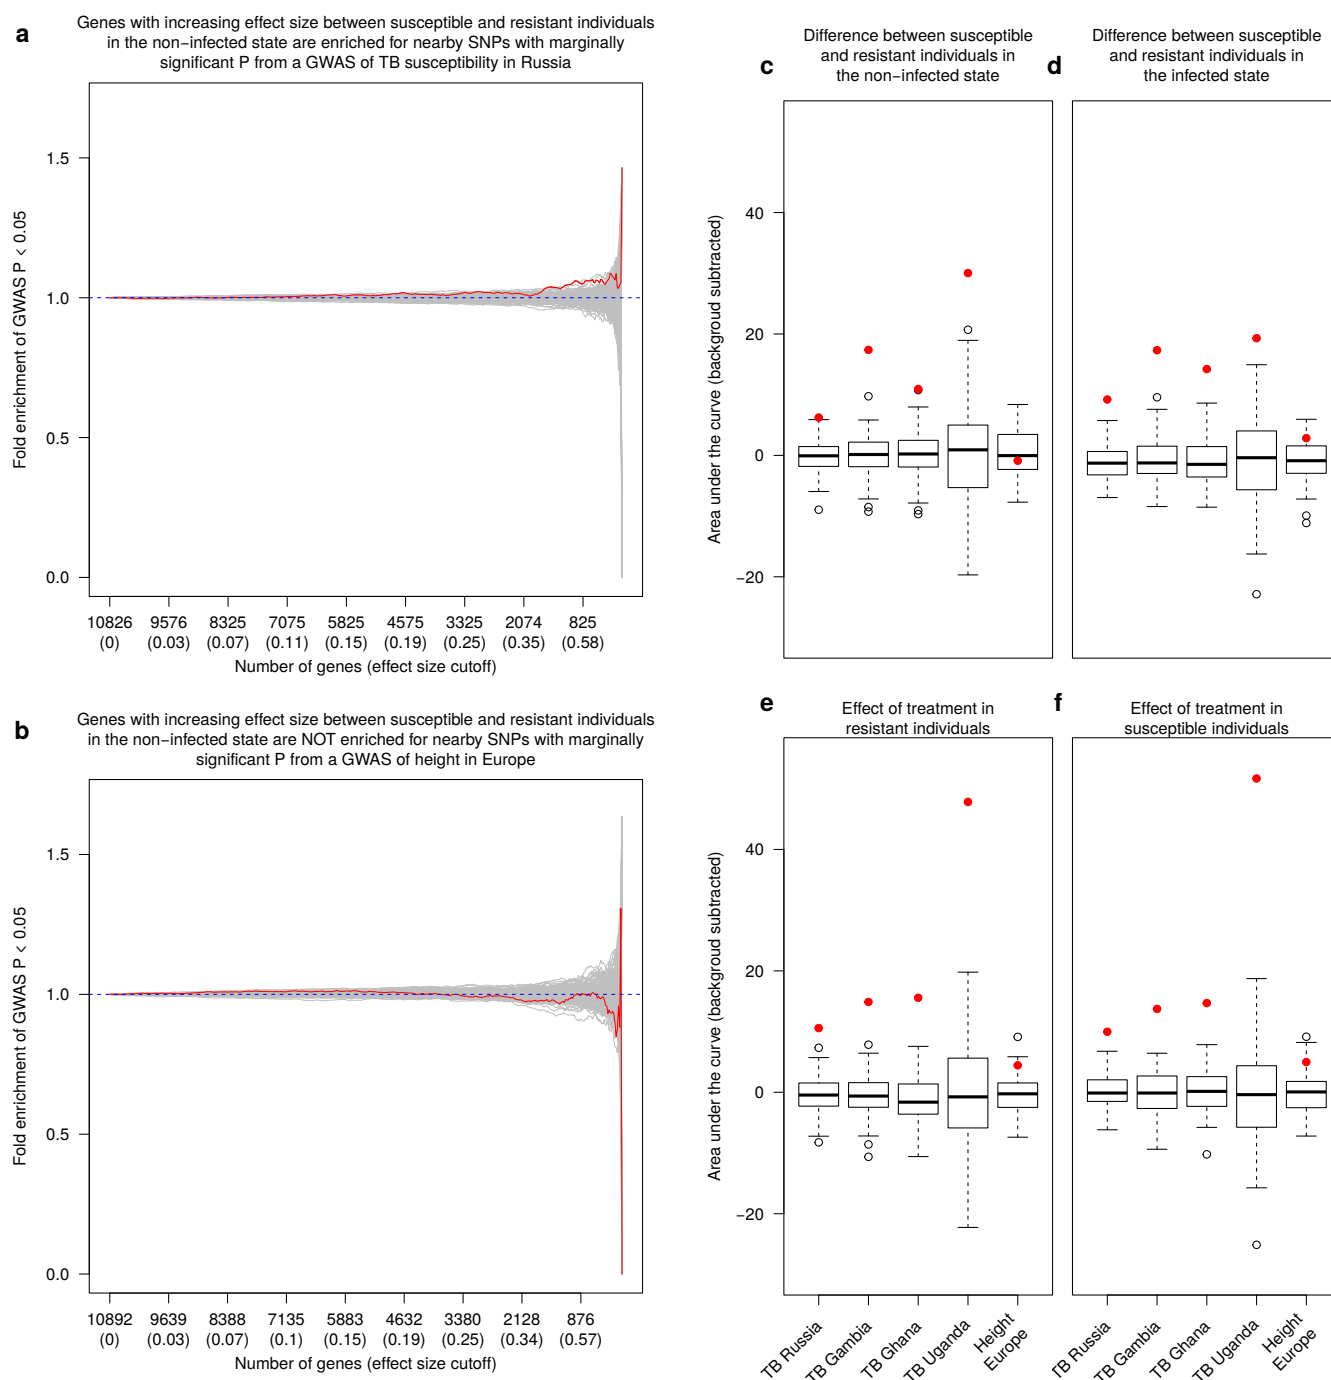 a
Genes with increasing effect size between susceptible and resistant individuals
in the non−infected state are enriched for nearby SNPs with marginally
significant P from a GWAS of TB susceptibility in Russia
Fold enrichment of GWAS P < 0.05
1.5
1.0
0.5
0.0
10826 9576 8325 7075 5825 4575 3325 2074 825
(0) (0.03) (0.07) (0.11) (0.15) (0.19) (0.25) (0.35) (0.58)
Number of genes (effect size cutoff)
b
Genes with increasing effect size between susceptible and resistant individuals
in the non−infected state are NOT enriched for nearby SNPs with marginally
significant P from a GWAS of height in Europe
Fold enrichment of GWAS P < 0.05
1.5
1.0
0.5
0.0
10892 9639 8388 7135 5883 4632 3380 2128 876
(0) (0.03) (0.07) (0.1) (0.15) (0.19) (0.25) (0.34) (0.57)
Number of genes (effect size cutoff)
c
Difference between susceptible
and resistant individuals in
the non−infected state
Area under the curve (backgroud subtracted)
40
20
0
−20
d
Difference between susceptible
and resistant individuals in
the infected state
e
Effect of treatment in
resistant individuals
Area under the curve (backgroud subtracted)
40
20
0
−20
TB Russia
TB Gambia
TB Ghana
TB Uganda
Height
Europe
f
Effect of treatment in
susceptible individuals
TB Russia
TB Gambia
TB Ghana
TB Uganda
Height
Europe